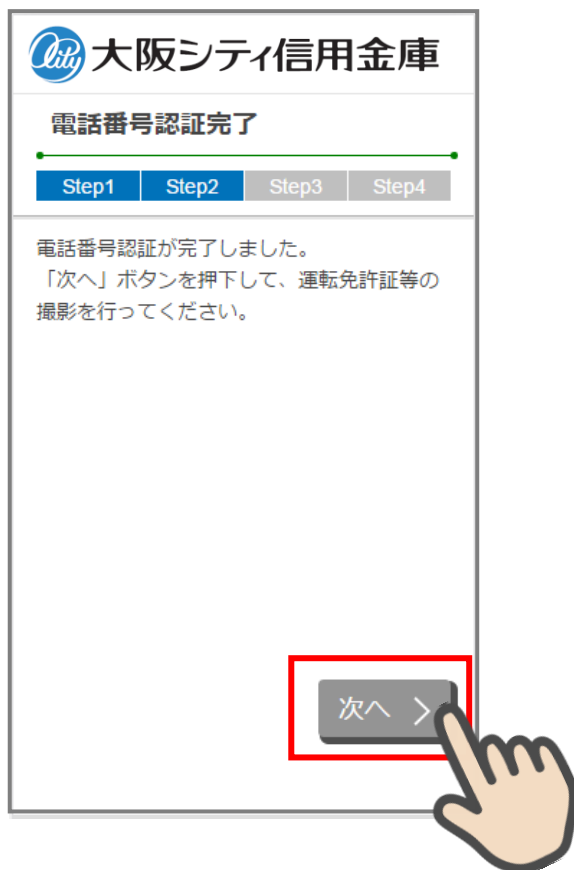 City 大阪シティ信用金庫
電話番号認証完了
Step1 Step2 Step3 Step4
電話番号認証が完了しました。
「次へ」ボタンを押下して、運転免許証等の
撮影を行ってください。
次へ